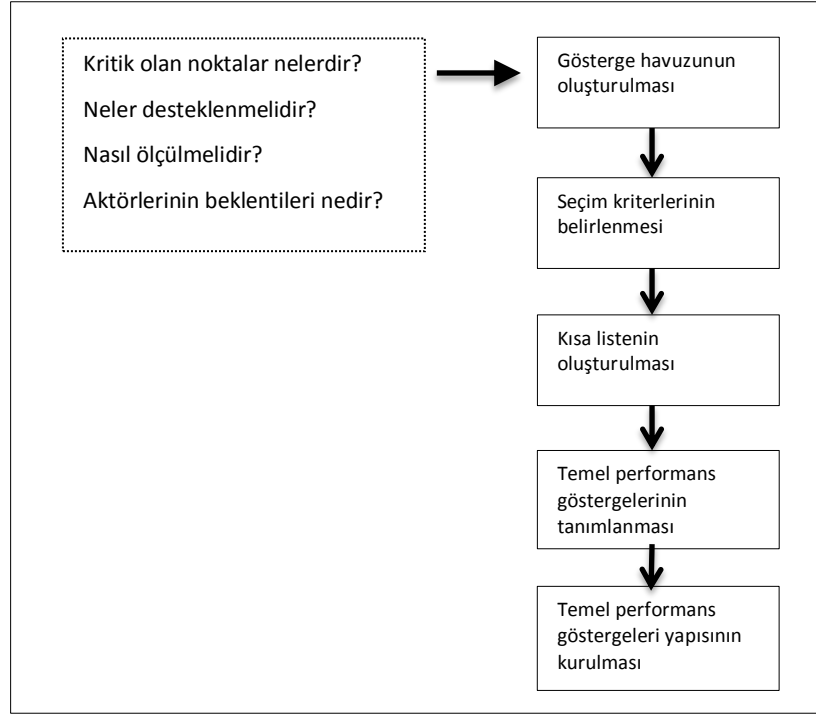 Kritik olan noktalar nelerdir?
Neler desteklenmelidir?
Nasıl ölçülmelidir?
Aktörlerinin beklentileri nedir?
Gösterge havuzunun
oluşturulması
Seçim kriterlerinin
belirlenmesi
Kısa listenin
oluşturulması
Temel performans
göstergelerinin
tanımlanması
Temel performans
göstergeleri yapısının
kurulması